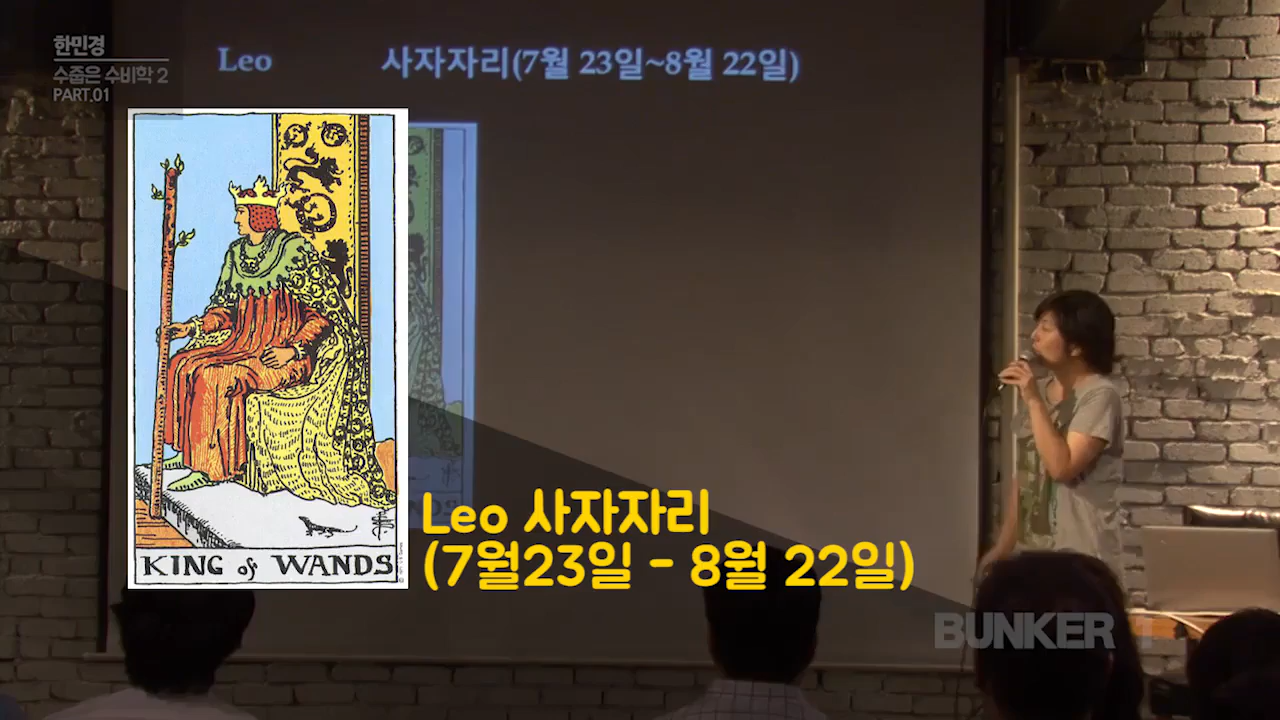 한민경
수줍은 수비학 2
PART.01
Leo 사자자리(7월 23일~8월 22일)
KING of WANDS
Leo 사자자리
(7월23일 - 8월 22일)
BUNKER 1